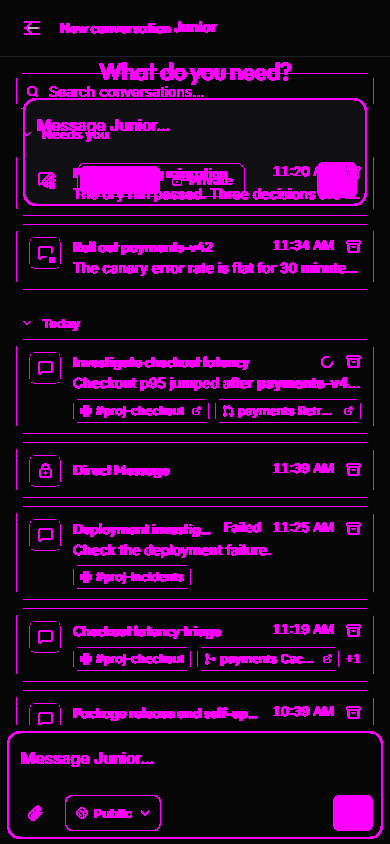 New conversation Junior
What do you need?
Search conversations...
Message Junior...
Needs you
11:20 AM
Private
The dry run passed. Three decisions
Roll out payments-v42 11:34 AM
The canary error rate is flat for 30 minute...
Today
Investigate checkout latency
Checkout p95 jumped after payments-v4...
#proj-checkout payments Retr...
Direct Message 11:39 AM
Deployment investig... Failed 11:25 AM
Check the deployment failure.
#proj-incidents
Checkout latency triage 11:19 AM
#proj-checkout payments Cac... +1
Package release and self-up... 10:39 AM
Message Junior...
Public